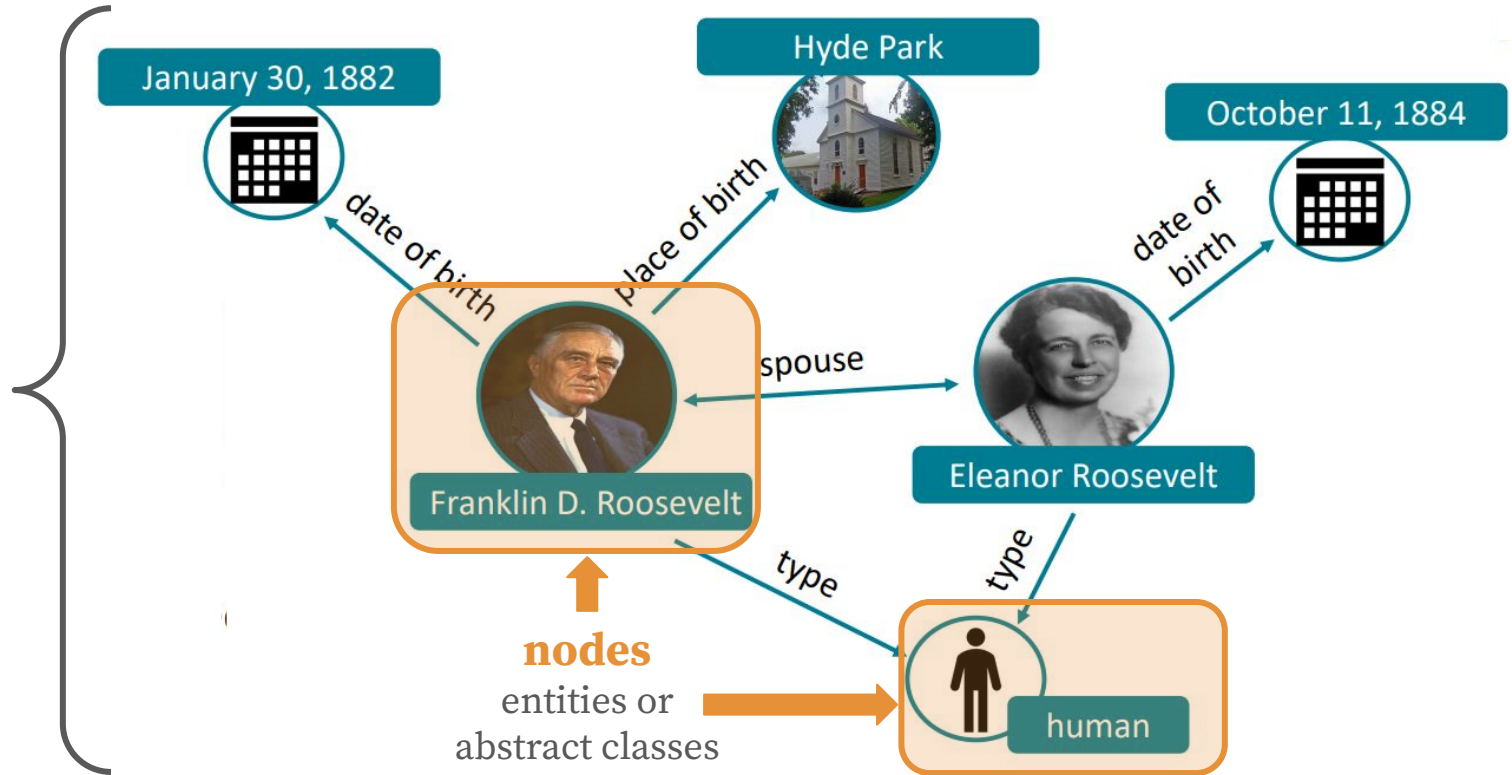 Hyde Park
January 30, 1882
October 11, 1884
date of birth
place of birth
date of
birth
spouse
Franklin D. Roosevelt
Eleanor Roosevelt
type
type
nodes
entities or
abstract classes
human